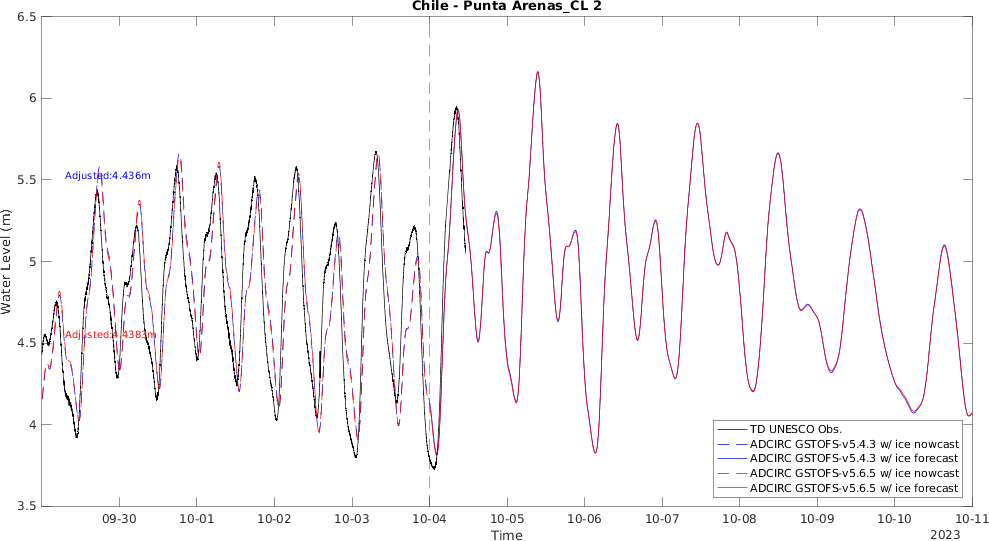 Chile - Punta Arenas_CL 2
Water Level (m)
6.5
6
5.5
5
4.5
4
3.5
Adjusted:4.436m
Adjusted:4.4383m
TD UNESCO Obs.
ADCIRC GSTOFS-v5.4.3 w/ ice nowcast
ADCIRC GSTOFS-v5.4.3 w/ ice forecast
ADCIRC GSTOFS-v5.6.5 w/ ice nowcast
ADCIRC GSTOFS-v5.6.5 w/ ice forecast
09-30 10-01 10-02 10-03 10-04 10-05 10-06 10-07 10-08 10-09 10-10 10-11
Time
2023